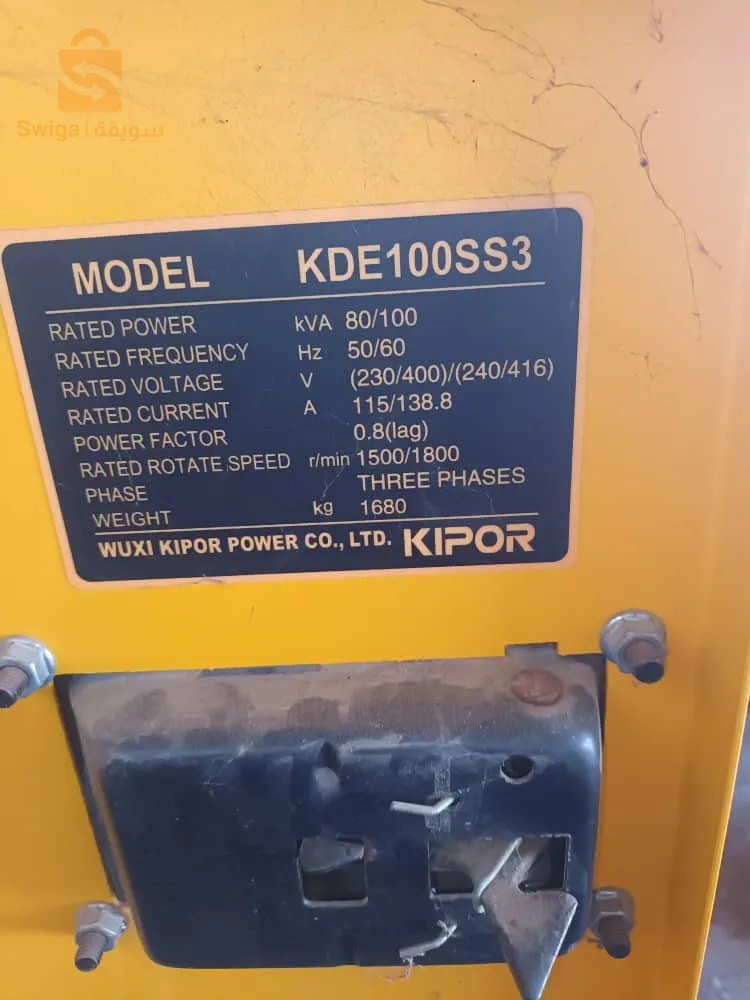 Swiga | سويقة
MODEL KDE100SS3
RATED POWER kVA 80/100
RATED FREQUENCY Hz 50/60
RATED VOLTAGE V (230/400)/(240/416)
RATED CURRENT A 115/138.8
POWER FACTOR 0.8(lag)
RATED ROTATE SPEED r/min 1500/1800
PHASE THREE PHASES
WEIGHT kg 1680
WUXI KIPOR POWER CO., LTD. KIPOR